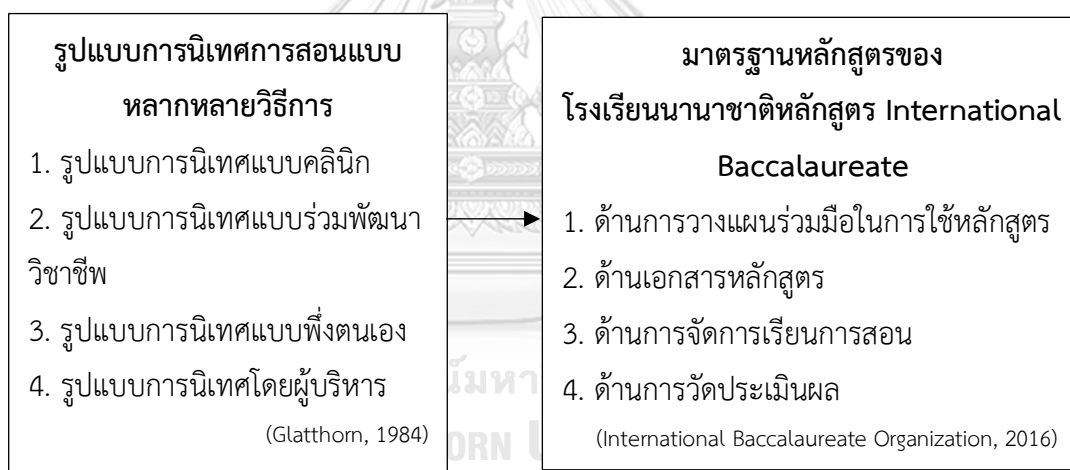 รูปแบบการนิเทศการสอนแบบ
หลากหลายวิธีการ
1. รูปแบบการนิเทศแบบคลินิก
2. รูปแบบการนิเทศแบบร่วมพัฒนา
วิชาชีพ
3. รูปแบบการนิเทศแบบพึ่งตนเอง
4. รูปแบบการนิเทศโดยผู้บริหาร
(Glatthorn, 1984)
มาตรฐานหลักสูตรของ
โรงเรียนนานาชาติหลักสูตร International
Baccalaureate
1. ด้านการวางแผนร่วมมือในการใช้หลักสูตร
2. ด้านเอกสารหลักสูตร
3. ด้านการจัดการเรียนการสอน
4. ด้านการวัดประเมินผล
(International Baccalaureate Organization, 2016)